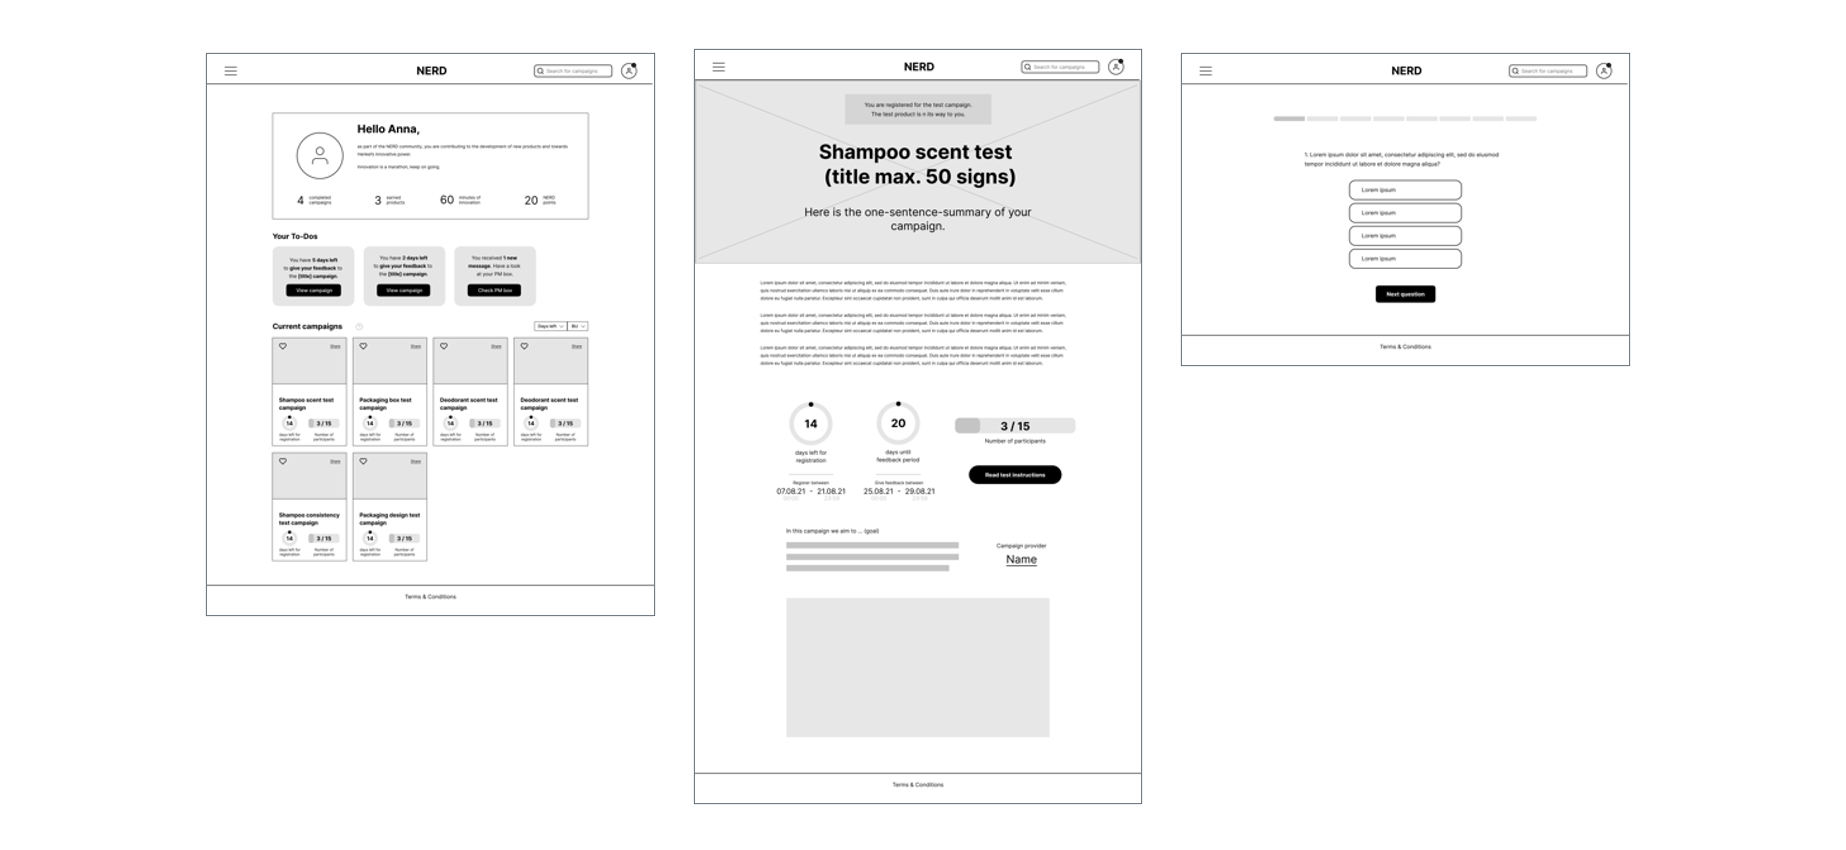 NERD
Search for campaigns
Hello Anna,
as part of the NERD community, you are contributing to the development of new products and towards
Henkel's innovative power.
Innovation is a marathon, keep on going.
4 completed campaigns
3 earned products
60 minutes of innovation
20 NERD points
Your To-Dos
You have 5 days left
to give your feedback to
the [title] campaign.
View campaign
You have 2 days left
to give your feedback to
the [title] campaign.
View campaign
You received 1 new
message. Have a look
at your PM box.
Check PM box
Current campaigns
?
Days left
BU
Share
Shampoo scent test
campaign
14
3 / 15
days left for
registration
Number of
participants
Share
Packaging box test
campaign
14
3 / 15
days left for
registration
Number of
participants
Share
Deodorant scent test
campaign
14
3 / 15
days left for
registration
Number of
participants
Share
Deodorant scent test
campaign
14
3 / 15
days left for
registration
Number of
participants
Share
Shampoo consistency
test campaign
14
3 / 15
days left for
registration
Number of
participants
Share
Packaging design test
campaign
14
3 / 15
days left for
registration
Number of
participants
Terms & Conditions
NERD
Search for campaigns
You are registered for the test campaign.
The test product is n its way to you.
Shampoo scent test
(title max. 50 signs)
Here is the one-sentence-summary of your
campaign.
Lorem ipsum dolor sit amet, consectetur adipiscing elit, sed do eiusmod tempor incididunt ut labore et dolore magna aliqua. Ut enim ad minim veniam,
quis nostrud exercitation ullamco laboris nisi ut aliquip ex ea commodo consequat. Duis aute irure dolor in reprehenderit in voluptate velit esse cillum
dolore eu fugiat nulla pariatur. Excepteur sint occaecat cupidatat non proident, sunt in culpa qui officia deserunt mollit anim id est laborum.
Lorem ipsum dolor sit amet, consectetur adipiscing elit, sed do eiusmod tempor incididunt ut labore et dolore magna aliqua. Ut enim ad minim veniam,
quis nostrud exercitation ullamco laboris nisi ut aliquip ex ea commodo consequat. Duis aute irure dolor in reprehenderit in voluptate velit esse cillum
dolore eu fugiat nulla pariatur. Excepteur sint occaecat cupidatat non proident, sunt in culpa qui officia deserunt mollit anim id est laborum.
Lorem ipsum dolor sit amet, consectetur adipiscing elit, sed do eiusmod tempor incididunt ut labore et dolore magna aliqua. Ut enim ad minim veniam,
quis nostrud exercitation ullamco laboris nisi ut aliquip ex ea commodo consequat. Duis aute irure dolor in reprehenderit in voluptate velit esse cillum
dolore eu fugiat nulla pariatur. Excepteur sint occaecat cupidatat non proident, sunt in culpa qui officia deserunt mollit anim id est laborum.
14
days left for
registration
Register between
07.08.21 - 21.08.21
00:00 23:59
20
days until
feedback period
Give feedback between
25.08.21 - 29.08.21
00:00 23:59
3 / 15
Number of participants
Read test instructions
In this campaign we aim to ... (goal)
Campaign provider
Name
Terms & Conditions
NERD
Search for campaigns
1. Lorem ipsum dolor sit amet, consectetur adipiscing elit, sed do eiusmod
tempor incididunt ut labore et dolore magna aliqua?
Lorem ipsum
Lorem ipsum
Lorem ipsum
Lorem ipsum
Next question
Terms & Conditions